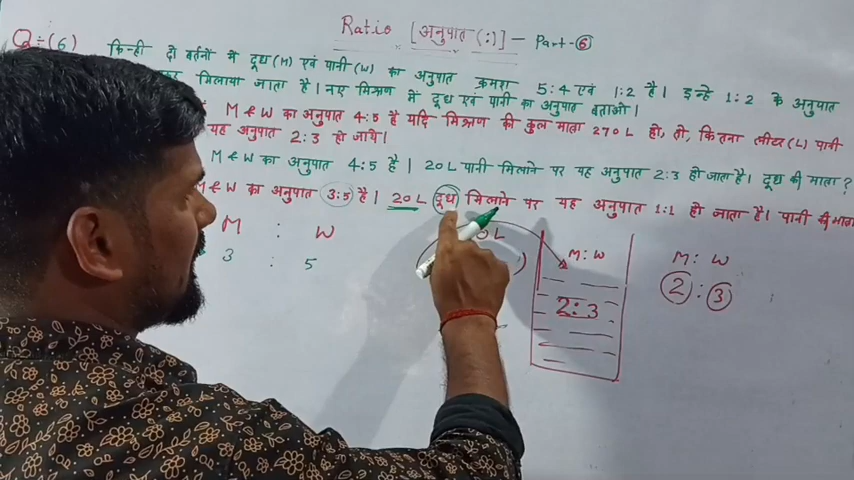 Ratio [अनुपात (:)] — Part-⑥
Q÷(6) किन्ही दो बर्तनों में दूध(M) एवं पानी(W) का अनुपात क्रमश 5:4 एवं 1:2 है। इन्हे 1:2 के अनुपात
मिलाया जाता है। नए मिश्रण में दूध एवं पानी का अनुपात बताओ।
M & W का अनुपात 4:5 है यदि मिश्रण की कुल मात्रा 270L हो, तो, कितना लीटर(L) पानी
यह अनुपात 2:3 हो जाये।
M & W का अनुपात 4:5 है। 20L पानी मिलाने पर यह अनुपात 2:3 हो जाता है। दूध की मात्रा?
M & W का अनुपात 3:5 है। 20L दूध मिलाने पर यह अनुपात 1:1 हो जाता है। पानी की मात्रा
M : W
3 : 5
M:W
2:3
M: W
2 : 3